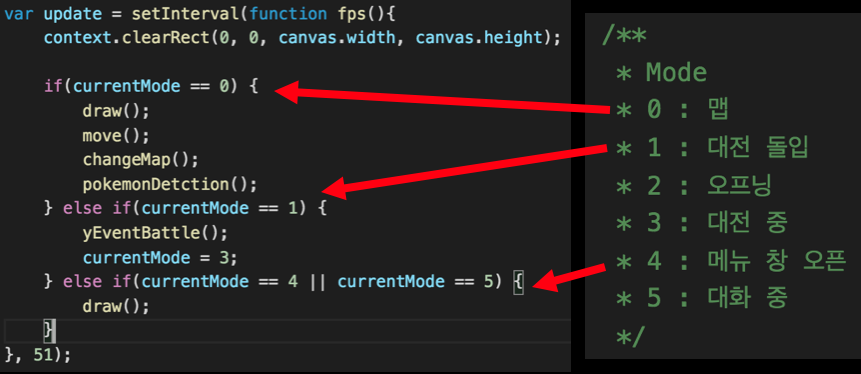 var update = setInterval(function fps(){
    context.clearRect(0, 0, canvas.width, canvas.height);
    if(currentMode == 0) {
        draw();
        move();
        changeMap();
        pokemonDetction();
    } else if(currentMode == 1) {
        yEventBattle();
        currentMode = 3;
    } else if(currentMode == 4 || currentMode == 5) {
        draw();
    }
}, 51);
/**
 * Mode
 * 0 : 맵
 * 1 : 대전 돌입
 * 2 : 오프닝
 * 3 : 대전 중
 * 4 : 메뉴 창 오픈
 * 5 : 대화 중
 */